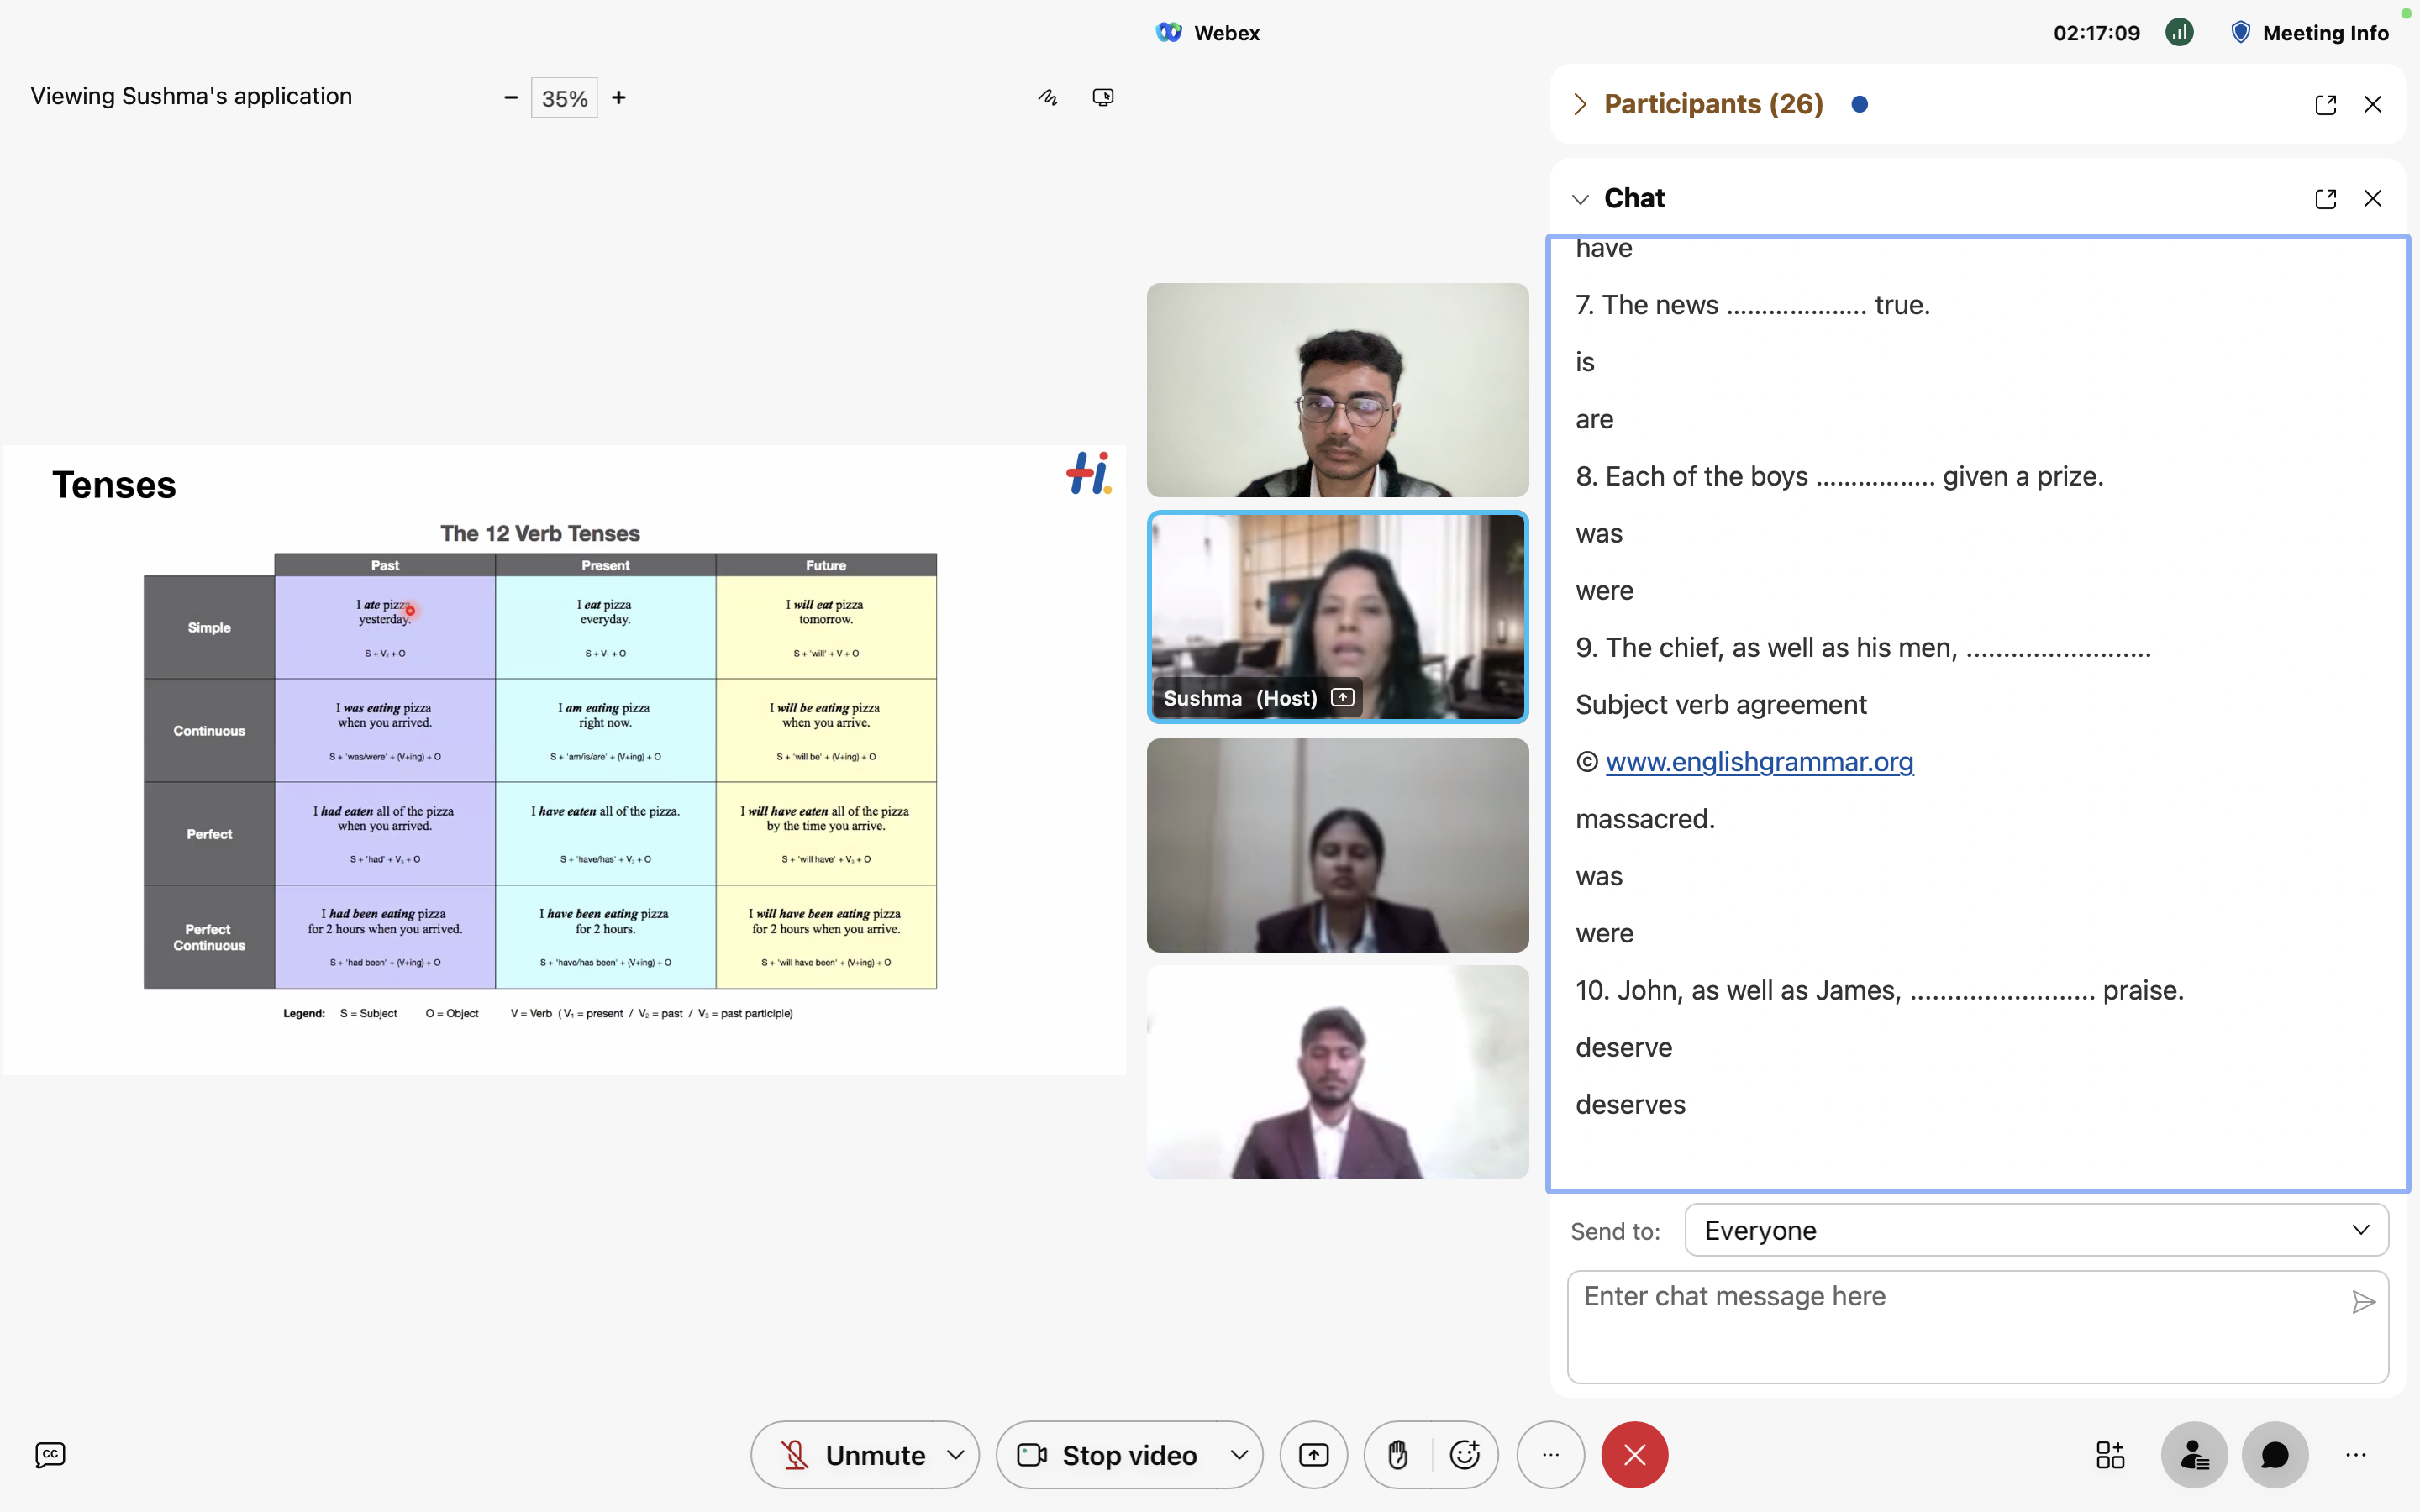 Webex
02:17:09
Meeting Info
Viewing Sushma's application
35%
Tenses
Hi
The 12 Verb Tenses
Past Present Future
Simple
I ate pizza
yesterday.
S + V₂ + O
I eat pizza
everyday.
S + V₁ + O
I will eat pizza
tomorrow.
S + 'will' + V + O
Continuous
I was eating pizza
when you arrived.
S + 'was/were' + (V+ing) + O
I am eating pizza
right now.
S + 'am/is/are' + (V+ing) + O
I will be eating pizza
when you arrive.
S + 'will be' + (V+ing) + O
Perfect
I had eaten all of the pizza
when you arrived.
S + 'had' + V₃ + O
I have eaten all of the pizza.
S + 'have/has' + V₃ + O
I will have eaten all of the pizza
by the time you arrive.
S + 'will have' + V₃ + O
Perfect
Continuous
I had been eating pizza
for 2 hours when you arrived.
S + 'had been' + (V+ing) + O
I have been eating pizza
for 2 hours.
S + 'have/has been' + (V+ing) + O
I will have been eating pizza
for 2 hours when you arrive.
S + 'will have been' + (V+ing) + O
Legend: S = Subject O = Object V = Verb ( V₁ = present / V₂ = past / V₃ = past participle)
Sushma (Host)
Participants (26)
Chat
have
7. The news .................... true.
is
are
8. Each of the boys ................. given a prize.
was
were
9. The chief, as well as his men, .........................
Subject verb agreement
© www.englishgrammar.org
massacred.
was
were
10. John, as well as James, ......................... praise.
deserve
deserves
Send to: Everyone
Enter chat message here
CC
Unmute
Stop video